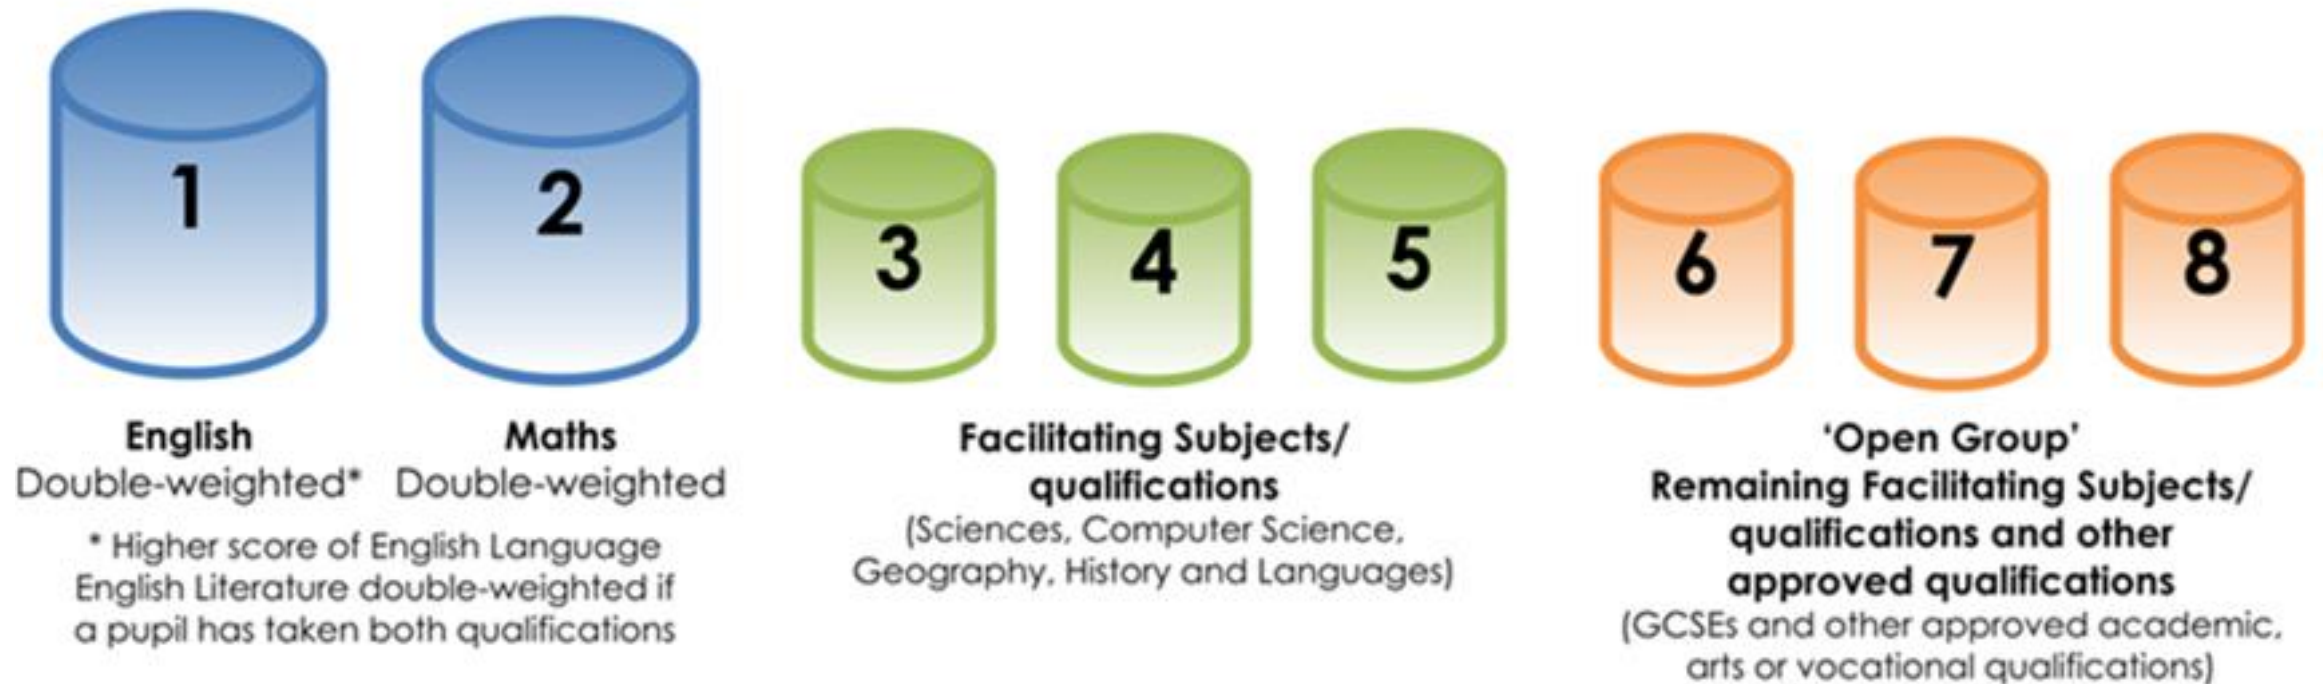 1
2
3
4
5
6
7
8
English
Double-weighted*
* Higher score of English Language
English Literature double-weighted if
a pupil has taken both qualifications
Maths
Double-weighted
Facilitating Subjects/
qualifications
(Sciences, Computer Science,
Geography, History and Languages)
‘Open Group’
Remaining Facilitating Subjects/
qualifications and other
approved qualifications
(GCSEs and other approved academic,
arts or vocational qualifications)